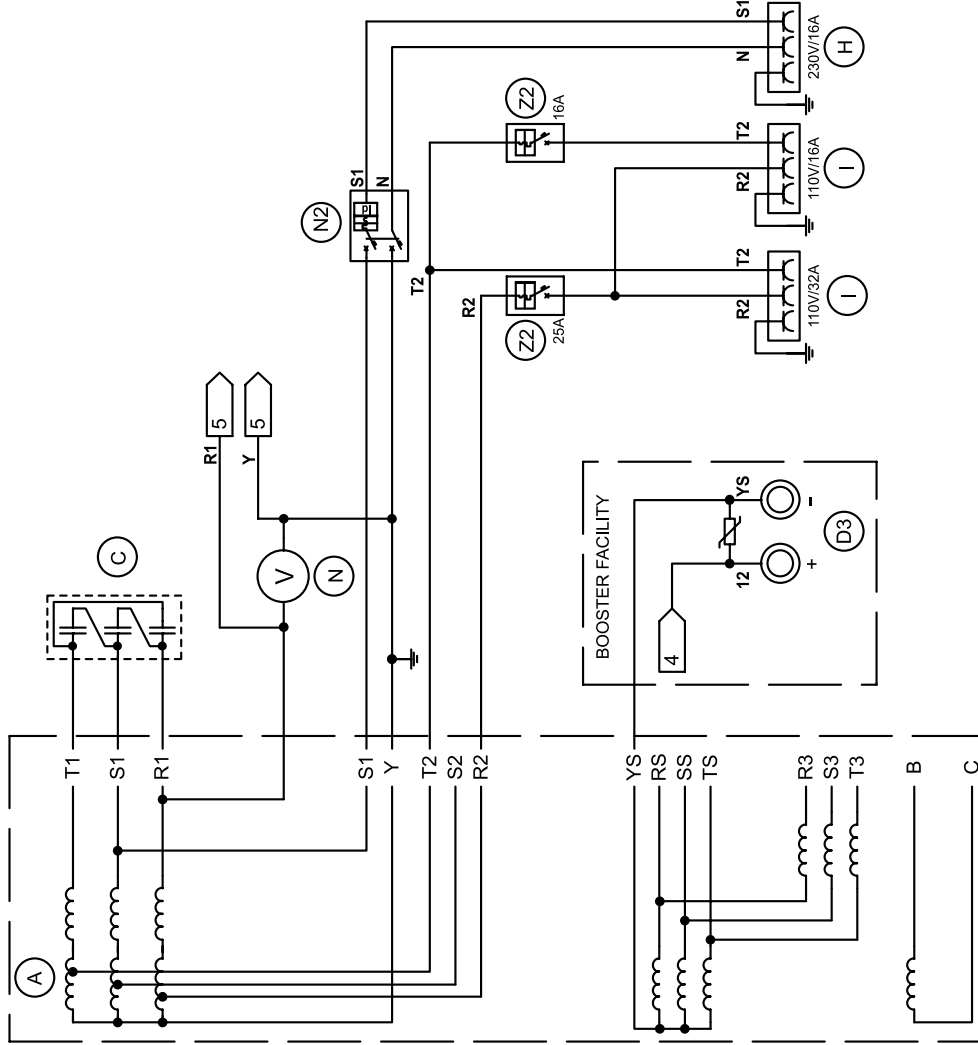 C
T1
S1
R1
A
R1
5
Y
5
V
N
N2
S1
N
S1
Y
T2
S2
R2
T2
R2
Z2
25A
Z2
16A
S1
N
230V/16A
H
T2
R2
110V/16A
I
T2
R2
110V/32A
I
BOOSTER FACILITY
4
12
YS
+
-
D3
YS
RS
SS
TS
R3
S3
T3
B
C